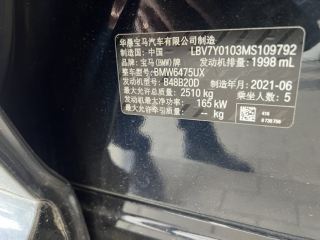 华晨宝马汽车有限公司制造 LBV7Y0103MS109792
制造国：中国 发动机排量：1998 mL
品牌：宝马(BMW)
整车型号：BMW6475UX 制造年月：2021-06
发动机型号：B48B20D 乘坐人数：5
最大允许总质量：2510 kg
发动机最大净功率：165 kW
最大允许牵引质量：-- kg